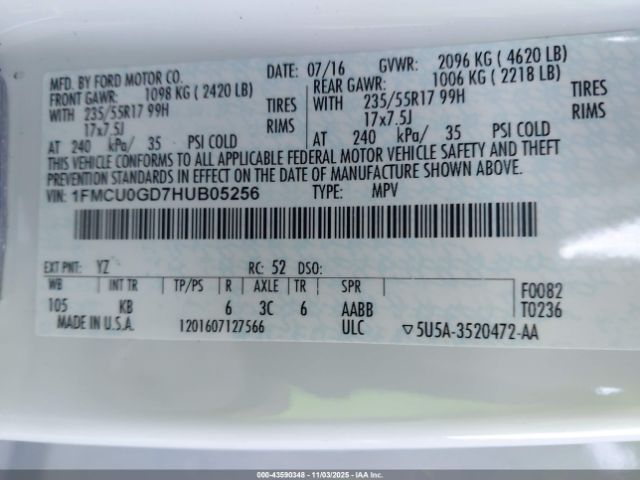 MFD. BY FORD MOTOR CO. DATE: 07/16 GVWR: 2096 KG ( 4620 LB)
FRONT GAWR: 1098 KG ( 2420 LB) REAR GAWR: 1006 KG ( 2218 LB)
WITH 235/55R17 99H TIRES WITH 235/55R17 99H TIRES
17x7.5J RIMS 17x7.5J RIMS
AT 240 kPa/ 35 PSI COLD AT 240 kPa/ 35 PSI COLD
THIS VEHICLE CONFORMS TO ALL APPLICABLE FEDERAL MOTOR VEHICLE SAFETY AND THEFT
PREVENTION STANDARDS IN EFFECT ON THE DATE OF MANUFACTURE SHOWN ABOVE.
VIN: 1FMCU0GD7HUB05256 TYPE: MPV
EXT PNT: YZ RC: 52 DSO:
WB INT TR TP/PS R AXLE TR SPR F0082
105 KB 6 3C 6 AABB T0236
MADE IN U.S.A. 1201607127566 ULC ▽5U5A-3520472-AA
000-43590348 - 11/03/2025 - IAA Inc.